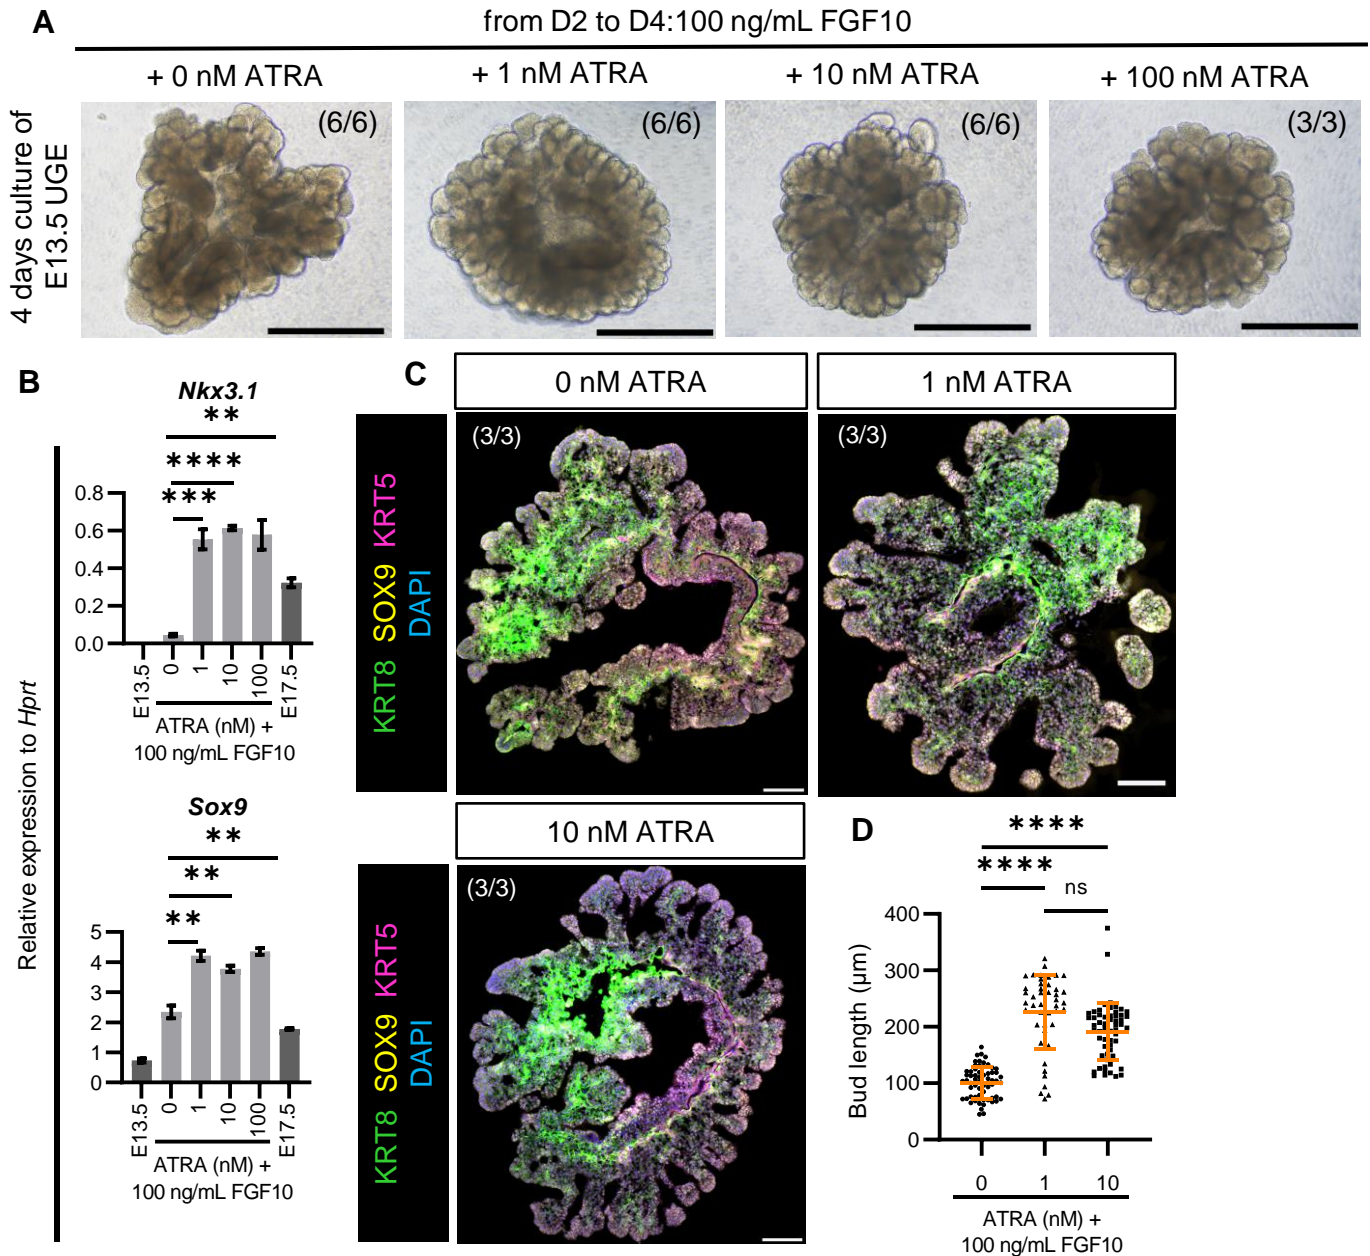 A
from D2 to D4:100 ng/mL FGF10
+ 0 nM ATRA
+ 1 nM ATRA
+ 10 nM ATRA
+ 100 nM ATRA
4 days culture of
E13.5 UGE
(6/6)
(6/6)
(6/6)
(3/3)
B
Relative expression to Hprt
Nkx3.1
**
****
***
0.8
0.6
0.4
0.2
0.0
E13.5
0
1
10
100
E17.5
ATRA (nM) +
100 ng/mL FGF10
Sox9
**
**
**
5
4
3
2
1
0
E13.5
0
1
10
100
E17.5
ATRA (nM) +
100 ng/mL FGF10
C
0 nM ATRA
1 nM ATRA
KRT8 SOX9 KRT5
DAPI
(3/3)
(3/3)
10 nM ATRA
KRT8 SOX9 KRT5
DAPI
(3/3)
D
****
****
ns
Bud length (µm)
400
300
200
100
0
0
1
10
ATRA (nM) +
100 ng/mL FGF10